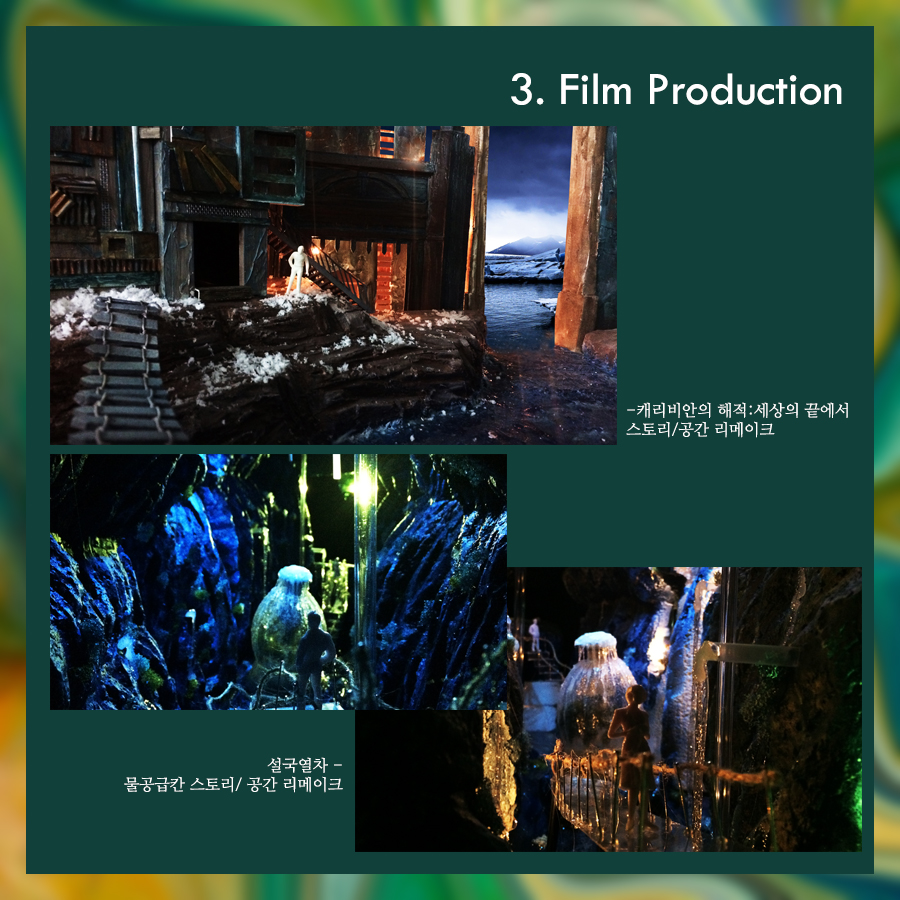 3. Film Production
-캐리비안의 해적:세상의 끝에서
스토리/공간 리메이크
설국열차 -
물공급칸 스토리/ 공간 리메이크